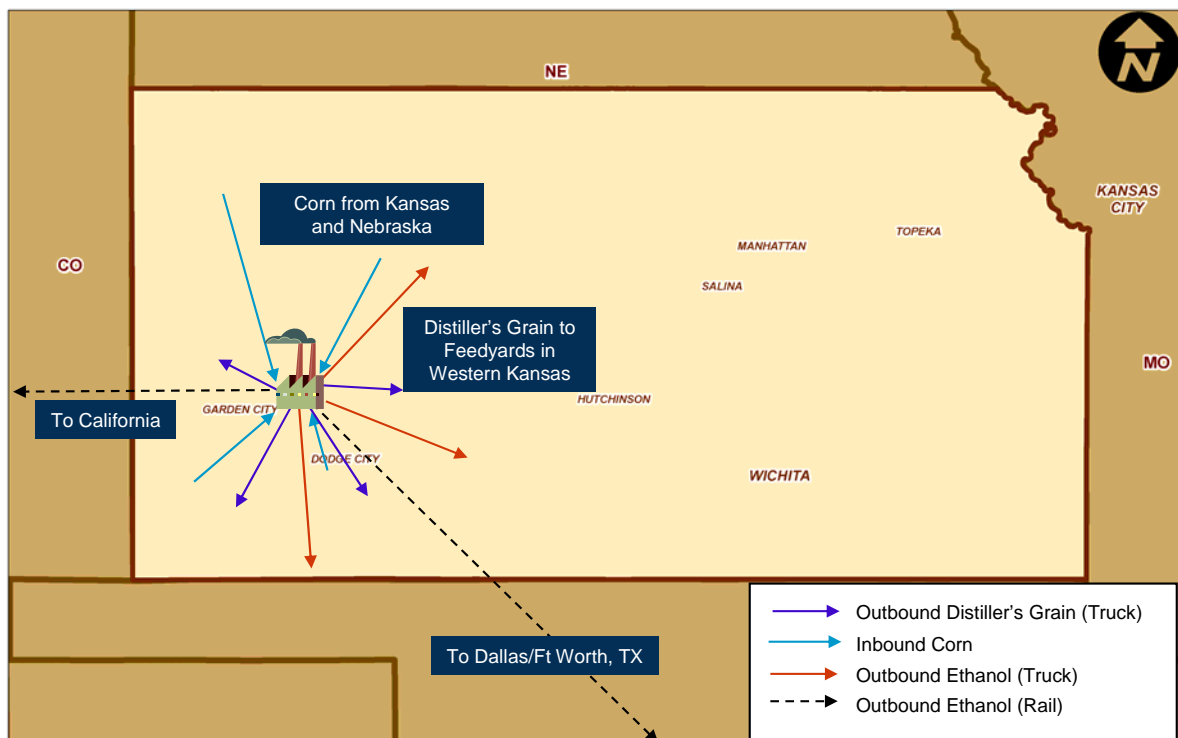 N
NE
Corn from Kansas
and Nebraska
KANSAS
CITY
TOPEKA
MANHATTAN
CO
SALINA
Distiller's Grain to
Feedyards in
Western Kansas
MO
HUTCHINSON
GARDEN CITY
To California
DODGE CITY
WICHITA
To Dallas/Ft Worth, TX
Outbound Distiller's Grain (Truck)
Inbound Corn
Outbound Ethanol (Truck)
Outbound Ethanol (Rail)